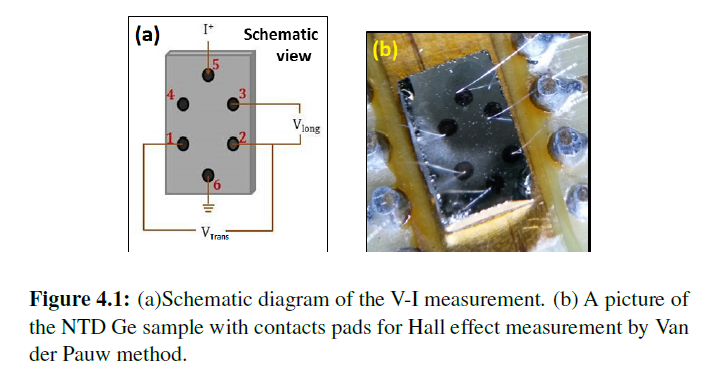 (a)
I+
Schematic
view
5
4
3
Vlong
1
2
6
VTrans
(b)
Figure 4.1: (a)Schematic diagram of the V-I measurement. (b) A picture of
the NTD Ge sample with contacts pads for Hall effect measurement by Van
der Pauw method.